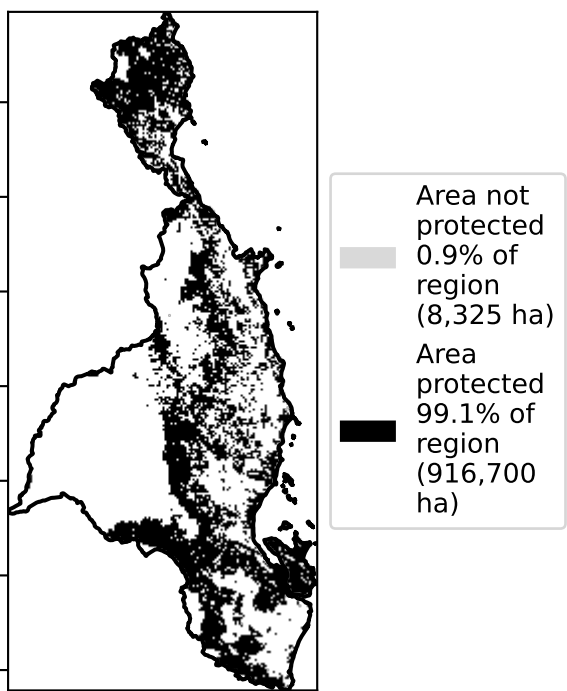 Area not
protected
0.9% of
region
(8,325 ha)
Area
protected
99.1% of
region
(916,700
ha)